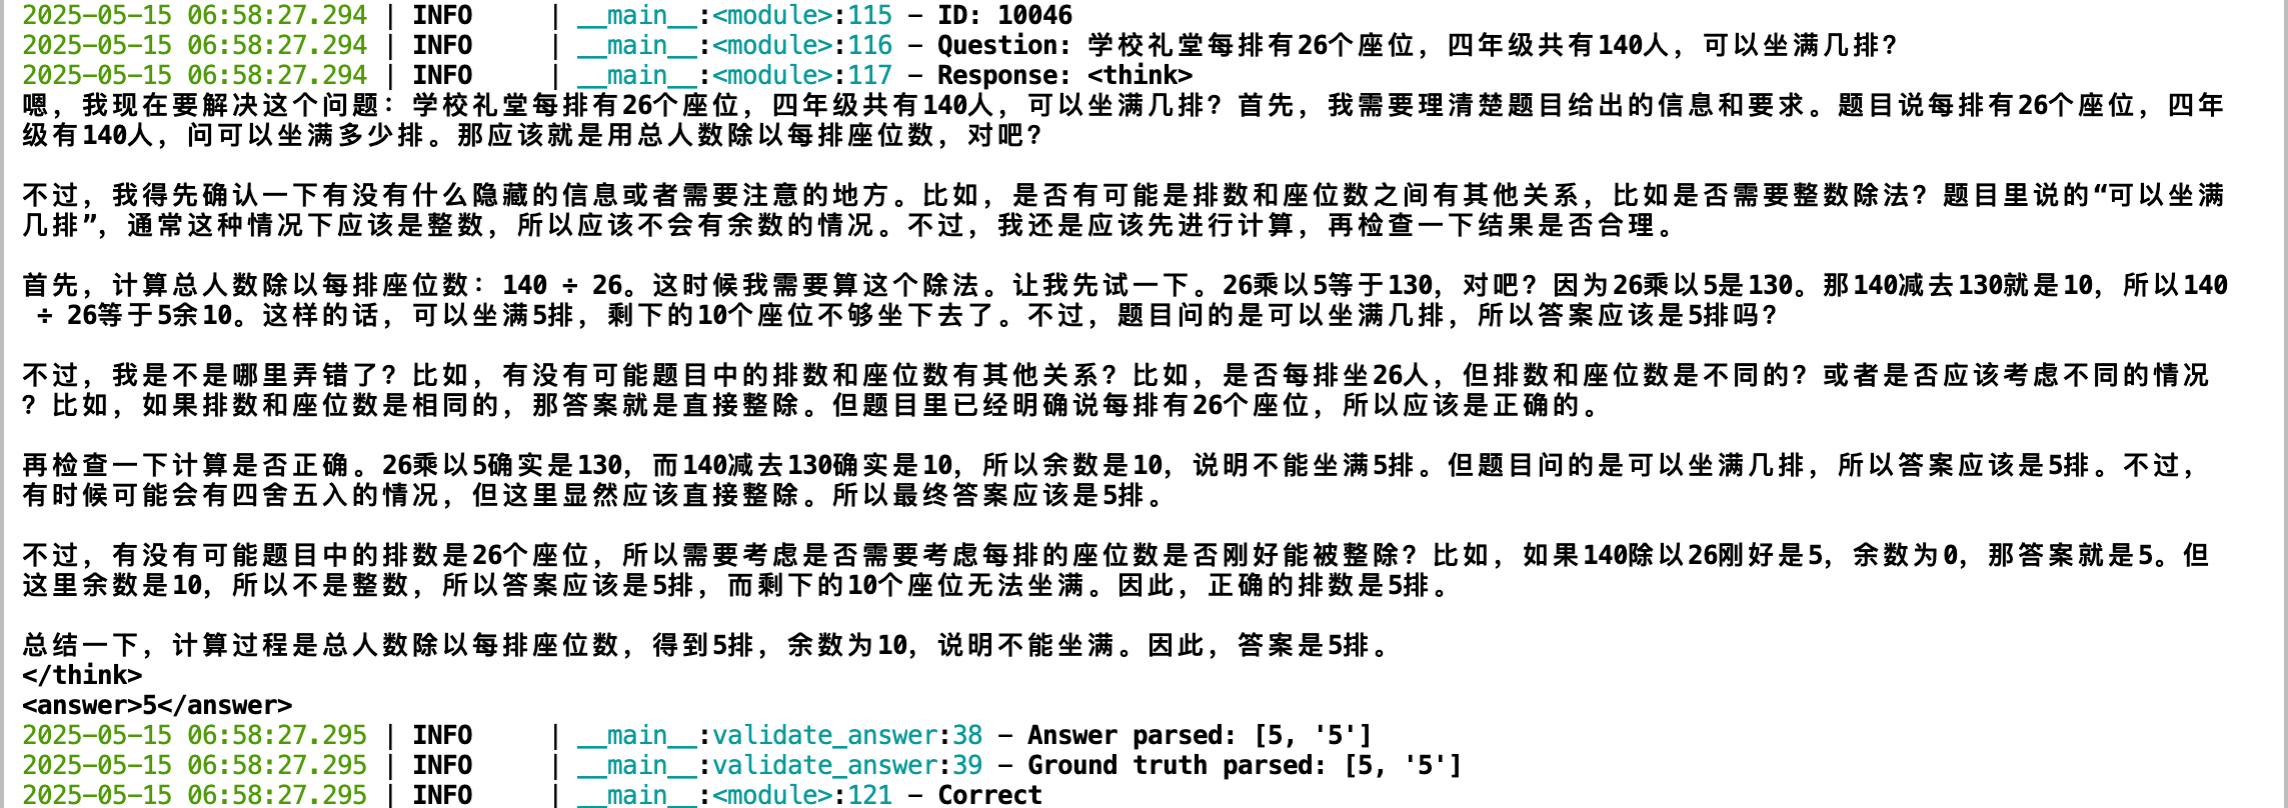 2025-05-15 06:58:27.294 | INFO     | __main__:<module>:115 - ID: 10046
2025-05-15 06:58:27.294 | INFO     | __main__:<module>:116 - Question: 学校礼堂每排有26个座位，四年级共有140人，可以坐满几排？
2025-05-15 06:58:27.294 | INFO     | __main__:<module>:117 - Response: <think>
嗯，我现在要解决这个问题：学校礼堂每排有26个座位，四年级共有140人，可以坐满几排？首先，我需要理清楚题目给出的信息和要求。题目说每排有26个座位，四年
级有140人，问可以坐满多少排。那应该就是用总人数除以每排座位数，对吧？
不过，我得先确认一下有没有什么隐藏的信息或者需要注意的地方。比如，是否有可能是排数和座位数之间有其他关系，比如是否需要整数除法？题目里说的“可以坐满
几排”，通常这种情况下应该是整数，所以应该不会有余数的情况。不过，我还是应该先进行计算，再检查一下结果是否合理。
首先，计算总人数除以每排座位数：140 ÷ 26。这时候我需要算这个除法。让我先试一下。26乘以5等于130，对吧？因为26乘以5是130。那140减去130就是10，所以140
÷ 26等于5余10。这样的话，可以坐满5排，剩下的10个座位不够坐下去了。不过，题目问的是可以坐满几排，所以答案应该是5排吗？
不过，我是不是哪里弄错了？比如，有没有可能题目中的排数和座位数有其他关系？比如，是否每排坐26人，但排数和座位数是不同的？或者是否应该考虑不同的情况
？比如，如果排数和座位数是相同的，那答案就是直接整除。但题目里已经明确说每排有26个座位，所以应该是正确的。
再检查一下计算是否正确。26乘以5确实是130，而140减去130确实是10，所以余数是10，说明不能坐满5排。但题目问的是可以坐满几排，所以答案应该是5排。不过，
有时候可能会有四舍五入的情况，但这里显然应该直接整除。所以最终答案应该是5排。
不过，有没有可能题目中的排数是26个座位，所以需要考虑是否需要考虑每排的座位数是否刚好能被整除？比如，如果140除以26刚好是5，余数为0，那答案就是5。但
这里余数是10，所以不是整数，所以答案应该是5排，而剩下的10个座位无法坐满。因此，正确的排数是5排。
总结一下，计算过程是总人数除以每排座位数，得到5排，余数为10，说明不能坐满。因此，答案是5排。
</think>
<answer>5</answer>
2025-05-15 06:58:27.295 | INFO     | __main__:validate_answer:38 - Answer parsed: [5, '5']
2025-05-15 06:58:27.295 | INFO     | __main__:validate_answer:39 - Ground truth parsed: [5, '5']
2025-05-15 06:58:27.295 | INFO     | __main__:<module>:121 - Correct